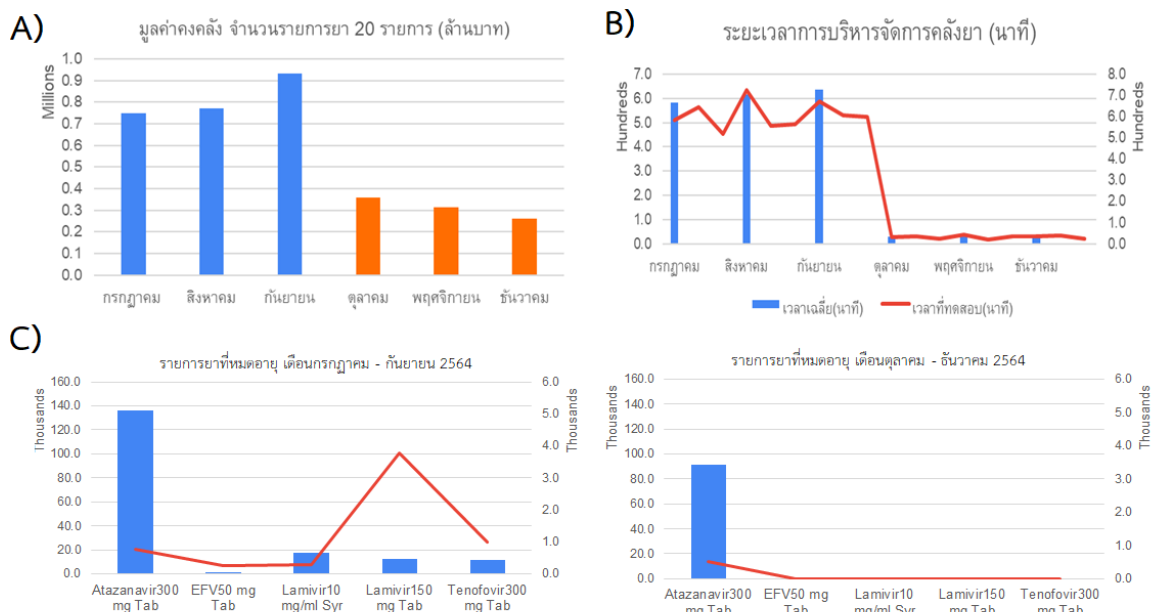 A)
มูลค่าคงคลัง จำนวนรายการยา 20 รายการ (ล้านบาท)
Millions
1.0
0.9
0.8
0.7
0.6
0.5
0.4
0.3
0.2
0.1
0.0
กรกฎาคม สิงหาคม กันยายน ตุลาคม พฤศจิกายน ธันวาคม
B)
ระยะเวลาการบริหารจัดการคลังยา (นาที)
Hundreds
7.0
6.0
5.0
4.0
3.0
2.0
1.0
0.0
8.0
7.0
6.0
5.0
4.0
3.0
2.0
1.0
0.0
Hundreds
กรกฎาคม สิงหาคม กันยายน ตุลาคม พฤศจิกายน ธันวาคม
เวลาเฉลี่ย(นาที) เวลาที่ทดสอบ(นาที)
C)
รายการยาที่หมดอายุ เดือนกรกฎาคม - กันยายน 2564
Thousands
160.0
140.0
120.0
100.0
80.0
60.0
40.0
20.0
0.0
6.0
5.0
4.0
3.0
2.0
1.0
0.0
Thousands
Atazanavir300 EFV50 mg Lamivir10 Lamivir150 Tenofovir300
mg Tab Tab mg/ml Syr mg Tab mg Tab
รายการยาที่หมดอายุ เดือนตุลาคม - ธันวาคม 2564
Thousands
160.0
140.0
120.0
100.0
80.0
60.0
40.0
20.0
0.0
6.0
5.0
4.0
3.0
2.0
1.0
0.0
Thousands
Atazanavir300 EFV50 mg Lamivir10 Lamivir150 Tenofovir300
mg Tab Tab mg/ml Syr mg Tab mg Tab